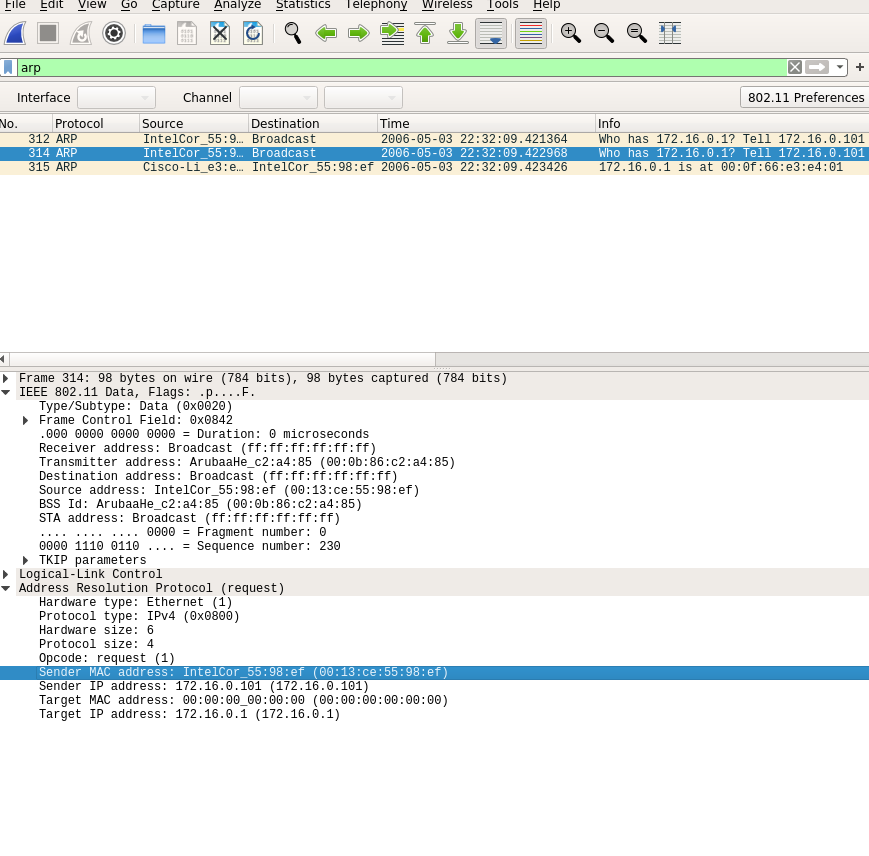 File Edit View Go Capture Analyze Statistics Telephony Wireless Tools Help
arp
Interface Channel 802.11 Preferences
No. Protocol Source Destination Time Info
312 ARP IntelCor_55:9… Broadcast 2006-05-03 22:32:09.421364 Who has 172.16.0.1? Tell 172.16.0.101
314 ARP IntelCor_55:9… Broadcast 2006-05-03 22:32:09.422968 Who has 172.16.0.1? Tell 172.16.0.101
315 ARP Cisco-Li_e3:e… IntelCor_55:98:ef 2006-05-03 22:32:09.423426 172.16.0.1 is at 00:0f:66:e3:e4:01
Frame 314: 98 bytes on wire (784 bits), 98 bytes captured (784 bits)
IEEE 802.11 Data, Flags: .p....F.
Type/Subtype: Data (0x0020)
Frame Control Field: 0x0842
.000 0000 0000 0000 = Duration: 0 microseconds
Receiver address: Broadcast (ff:ff:ff:ff:ff:ff)
Transmitter address: ArubaaHe_c2:a4:85 (00:0b:86:c2:a4:85)
Destination address: Broadcast (ff:ff:ff:ff:ff:ff)
Source address: IntelCor_55:98:ef (00:13:ce:55:98:ef)
BSS Id: ArubaaHe_c2:a4:85 (00:0b:86:c2:a4:85)
STA address: Broadcast (ff:ff:ff:ff:ff:ff)
.... .... .... 0000 = Fragment number: 0
0000 1110 0110 .... = Sequence number: 230
TKIP parameters
Logical-Link Control
Address Resolution Protocol (request)
Hardware type: Ethernet (1)
Protocol type: IPv4 (0x0800)
Hardware size: 6
Protocol size: 4
Opcode: request (1)
Sender MAC address: IntelCor_55:98:ef (00:13:ce:55:98:ef)
Sender IP address: 172.16.0.101 (172.16.0.101)
Target MAC address: 00:00:00_00:00:00 (00:00:00:00:00:00)
Target IP address: 172.16.0.1 (172.16.0.1)